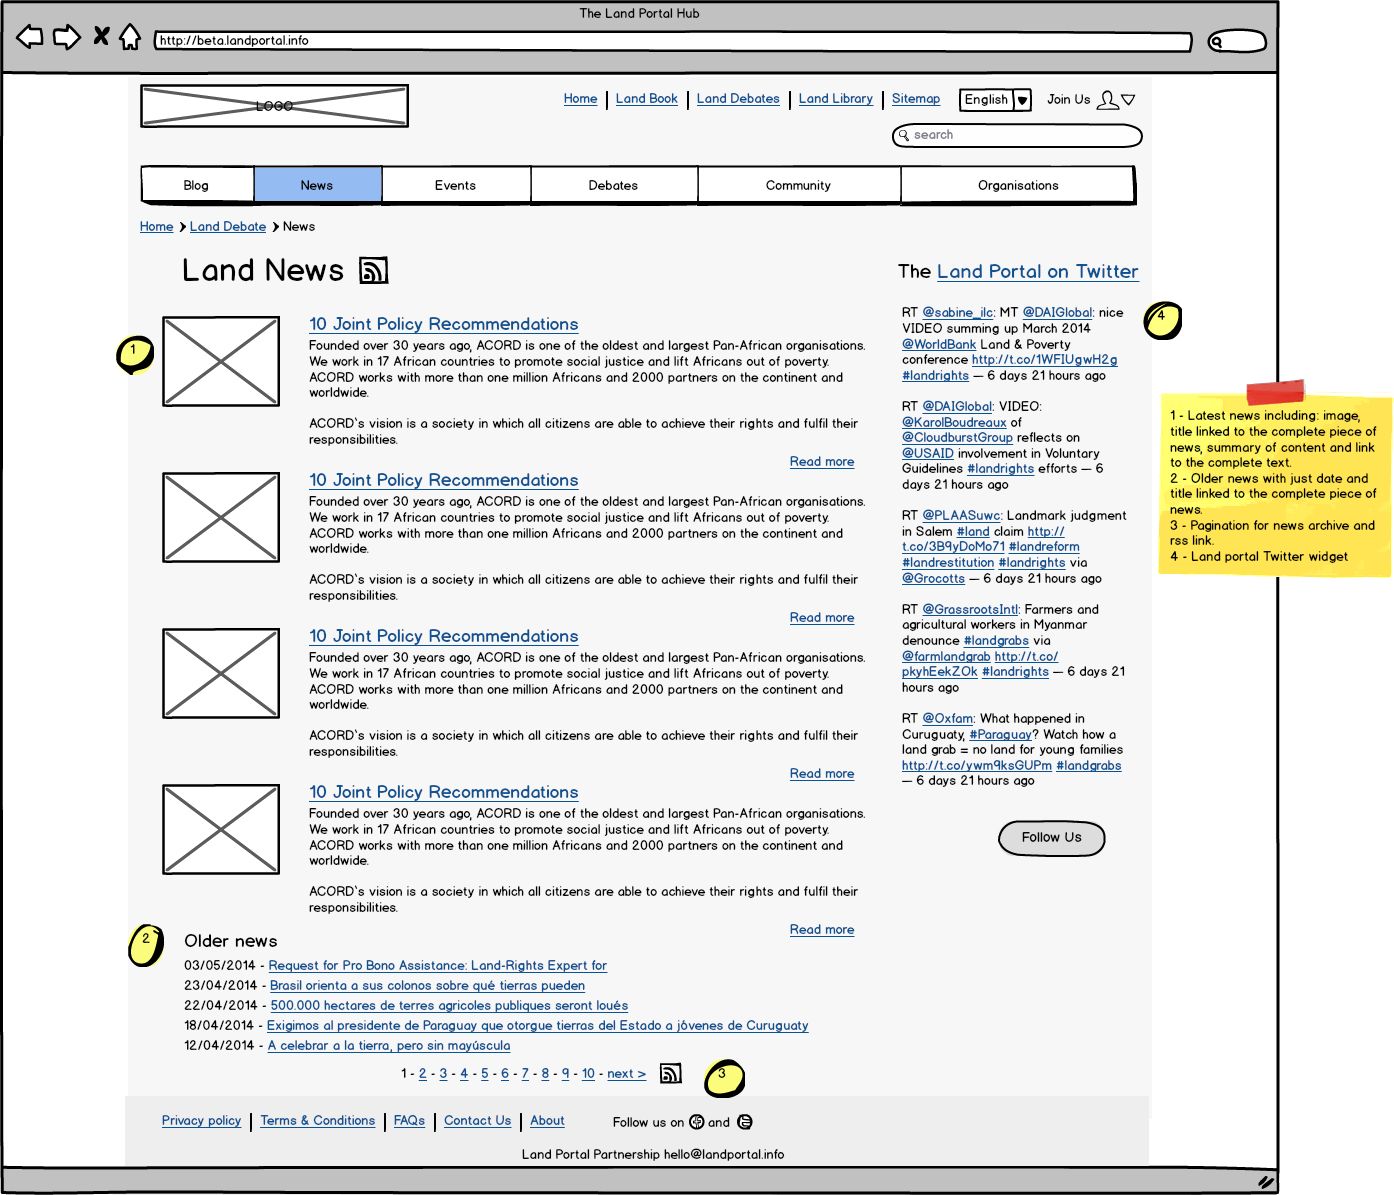 The Land Portal Hub
http://beta.landportal.info
LOGO
Home
Land Book
Land Debates
Land Library
Sitemap
English
Join Us
search
Blog
News
Events
Debates
Community
Organisations
Home Land Debate News
Land News
1
10 Joint Policy Recommendations
Founded over 30 years ago, ACORD is one of the oldest and largest Pan-African organisations.
We work in 17 African countries to promote social justice and lift Africans out of poverty.
ACORD works with more than one million Africans and 2000 partners on the continent and
worldwide.
ACORD`s vision is a society in which all citizens are able to achieve their rights and fulfil their
responsibilities.
Read more
10 Joint Policy Recommendations
Founded over 30 years ago, ACORD is one of the oldest and largest Pan-African organisations.
We work in 17 African countries to promote social justice and lift Africans out of poverty.
ACORD works with more than one million Africans and 2000 partners on the continent and
worldwide.
ACORD`s vision is a society in which all citizens are able to achieve their rights and fulfil their
responsibilities.
Read more
10 Joint Policy Recommendations
Founded over 30 years ago, ACORD is one of the oldest and largest Pan-African organisations.
We work in 17 African countries to promote social justice and lift Africans out of poverty.
ACORD works with more than one million Africans and 2000 partners on the continent and
worldwide.
ACORD`s vision is a society in which all citizens are able to achieve their rights and fulfil their
responsibilities.
Read more
10 Joint Policy Recommendations
Founded over 30 years ago, ACORD is one of the oldest and largest Pan-African organisations.
We work in 17 African countries to promote social justice and lift Africans out of poverty.
ACORD works with more than one million Africans and 2000 partners on the continent and
worldwide.
ACORD`s vision is a society in which all citizens are able to achieve their rights and fulfil their
responsibilities.
Read more
2
Older news
03/05/2014 - Request for Pro Bono Assistance: Land-Rights Expert for
23/04/2014 - Brasil orienta a sus colonos sobre qué tierras pueden
22/04/2014 - 500.000 hectares de terres agricoles publiques seront loués
18/04/2014 - Exigimos al presidente de Paraguay que otorgue tierras del Estado a jóvenes de Curuguaty
12/04/2014 - A celebrar a la tierra, pero sin mayúscula
1 - 2 - 3 - 4 - 5 - 6 - 7 - 8 - 9 - 10 - next >
3
The Land Portal on Twitter
4
RT @sabine_ilc: MT @DAIGlobal: nice
VIDEO summing up March 2014
@WorldBank Land & Poverty
conference http://t.co/1WFIUgwH2g
#landrights — 6 days 21 hours ago
RT @DAIGlobal: VIDEO:
@KarolBoudreaux of
@CloudburstGroup reflects on
@USAID involvement in Voluntary
Guidelines #landrights efforts — 6
days 21 hours ago
RT @PLAASuwc: Landmark judgment
in Salem #land claim http://
t.co/3B9yDoMo71 #landreform
#landrestitution #landrights via
@Grocotts — 6 days 21 hours ago
RT @GrassrootsIntl: Farmers and
agricultural workers in Myanmar
denounce #landgrabs via
@farmlandgrab http://t.co/
pkyhEekZOk #landrights — 6 days 21
hours ago
RT @Oxfam: What happened in
Curuguaty, #Paraguay? Watch how a
land grab = no land for young families
http://t.co/ywm9ksGUPm #landgrabs
— 6 days 21 hours ago
Follow Us
1 - Latest news including: image,
title linked to the complete piece of
news, summary of content and link
to the complete text.
2 - Older news with just date and
title linked to the complete piece of
news.
3 - Pagination for news archive and
rss link.
4 - Land portal Twitter widget
Privacy policy
Terms & Conditions
FAQs
Contact Us
About
Follow us on and
Land Portal Partnership hello@landportal.info